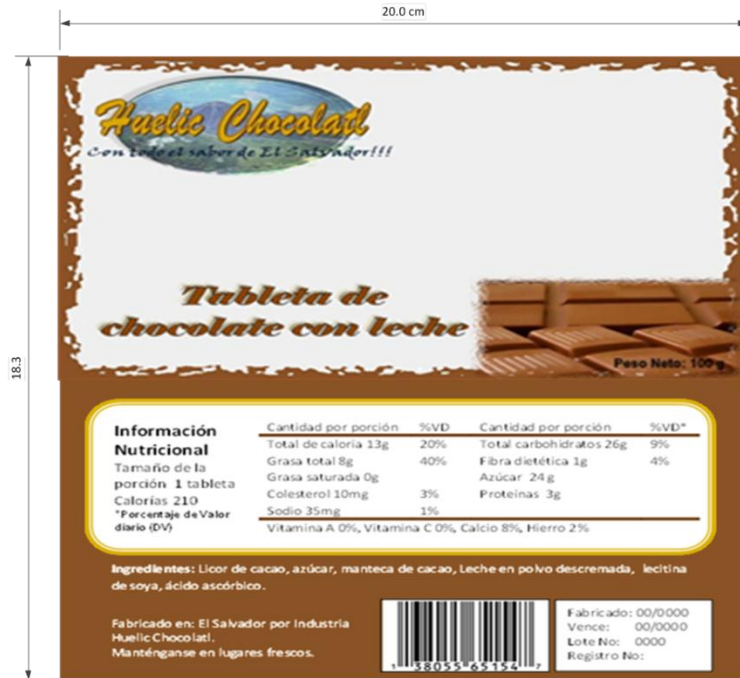 20.0 cm
18.3
Huelic Chocolatl
Con todo el sabor de El Salvador!!!
Tableta de
chocolate con leche
Peso Neto: 100 g
Información
Nutricional
Tamaño de la
porción 1 tableta
Calorías 210
*Porcentaje de Valor
diario (DV)
Cantidad por porción %VD Cantidad por porción %VD*
Total de caloría 13g 20% Total carbohidratos 26g 9%
Grasa total 8g 40% Fibra dietética 1g 4%
Grasa saturada 0g Azúcar 24 g
Colesterol 10mg 3% Proteínas 3g
Sodio 35mg 1%
Vitamina A 0%, Vitamina C 0%, Calcio 8%, Hierro 2%
Ingredientes: Licor de cacao, azúcar, manteca de cacao, Leche en polvo descremada, lecitina
de soya, ácido ascórbico.
Fabricado en: El Salvador por Industria
Huelic Chocolatl.
Manténganse en lugares frescos.
1 38055 65154 7
Fabricado: 00/0000
Vence: 00/0000
Lote No: 0000
Registro No: